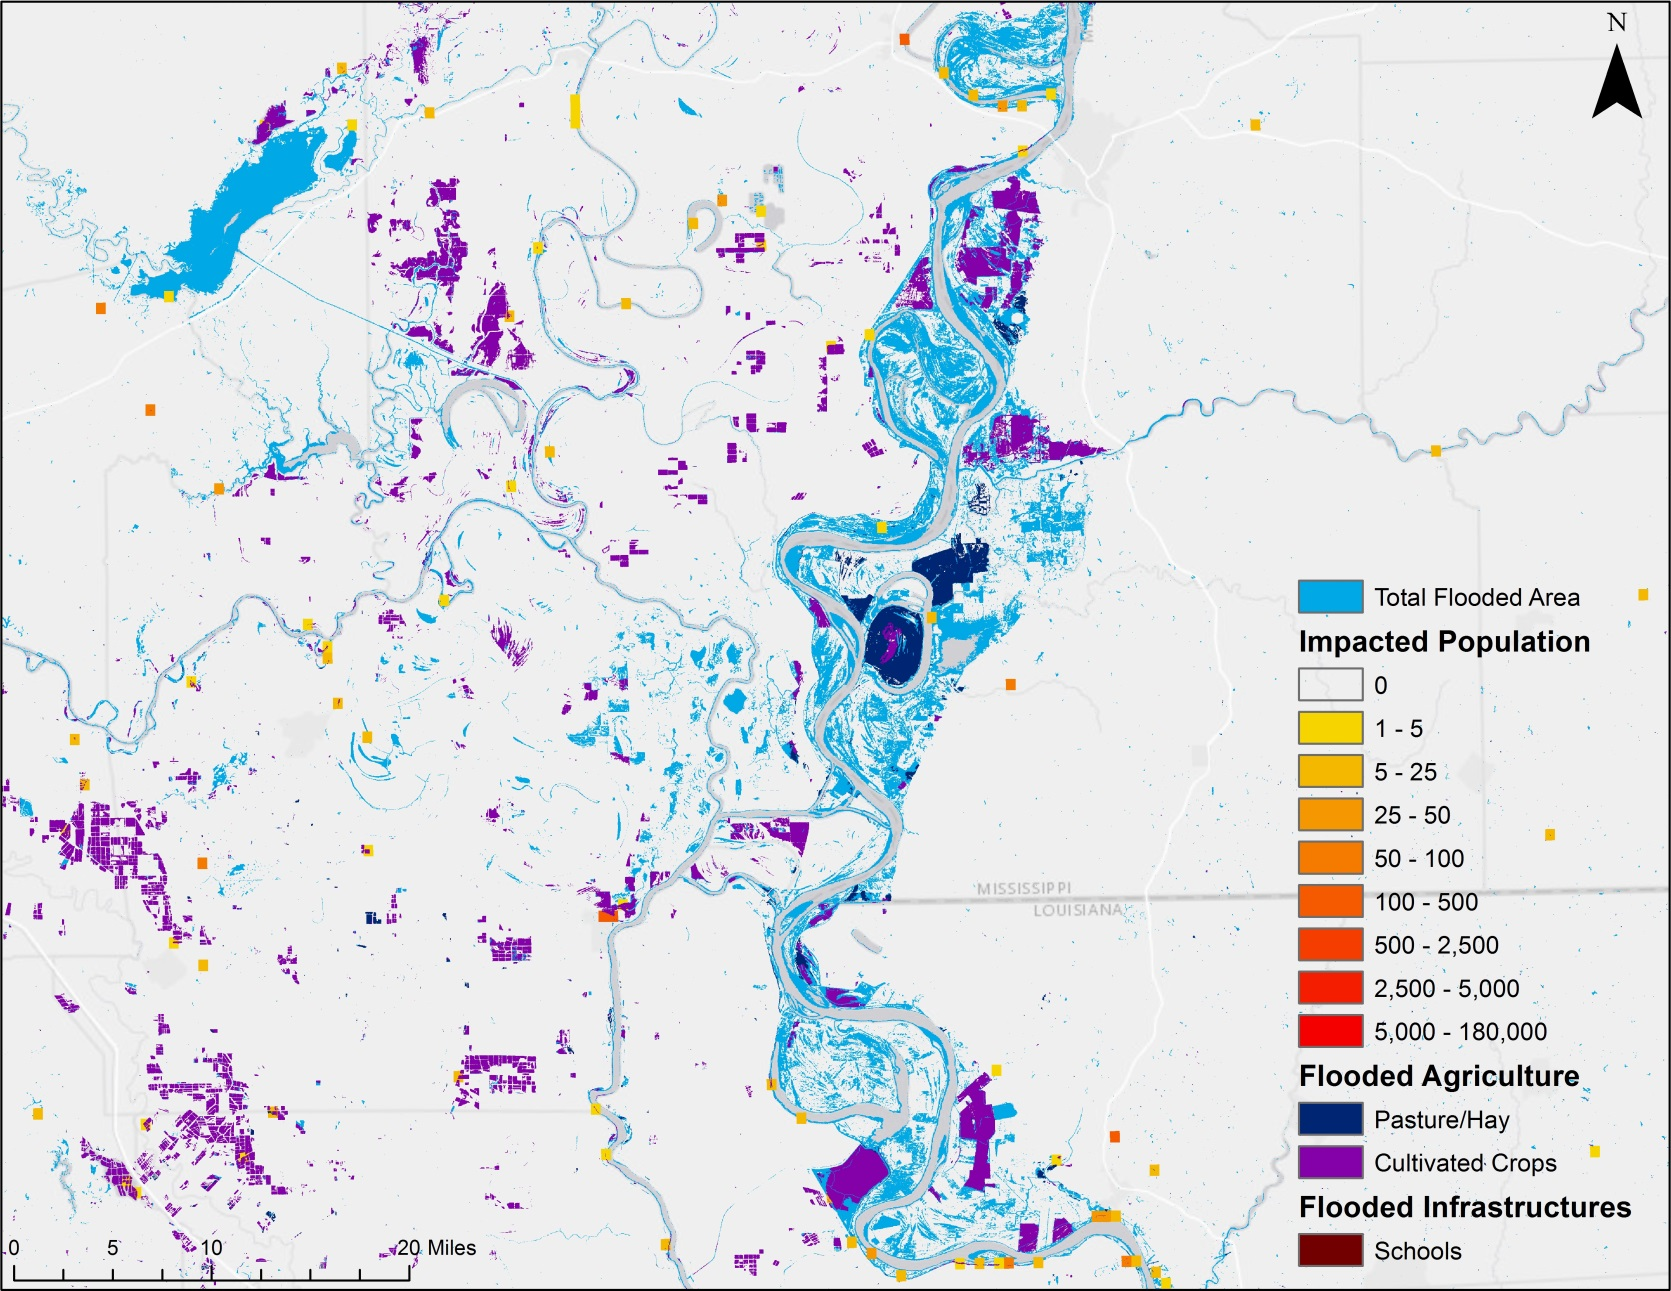 N
Total Flooded Area
Impacted Population
0
1 - 5
5 - 25
25 - 50
50 - 100
MISSISSIPPI
LOUISIANA
100 - 500
500 - 2,500
2,500 - 5,000
5,000 - 180,000
Flooded Agriculture
Pasture/Hay
Cultivated Crops
Flooded Infrastructures
Schools
0 5 10 20 Miles